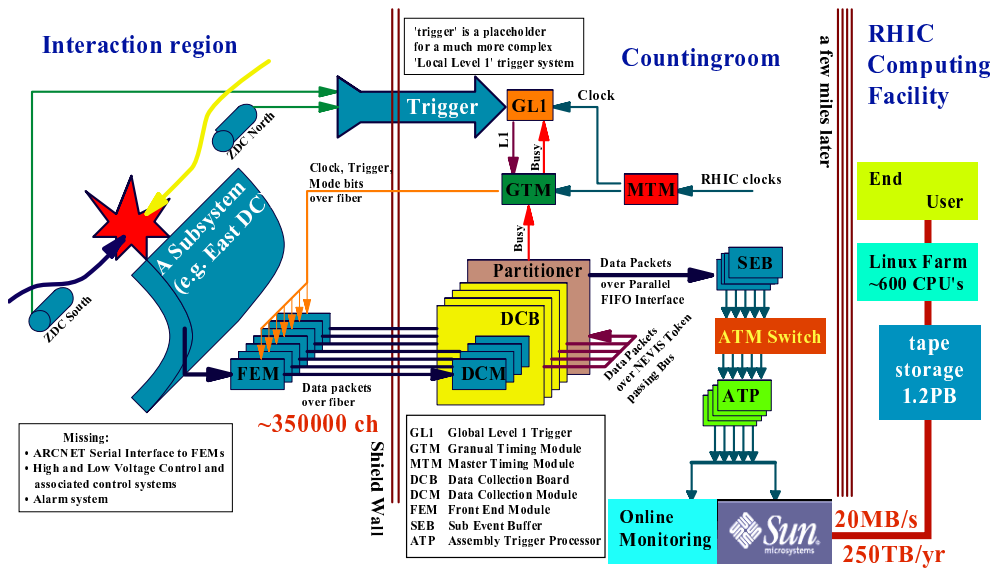 Interaction region
'trigger' is a placeholder
for a much more complex
'Local Level 1' trigger system
Countingroom
a few miles later
RHIC
Computing
Facility
Trigger
GL1
Clock
ZDC North
L1
Busy
Clock, Trigger,
Mode bits
over fiber
GTM
MTM
RHIC clocks
End
User
A Subsystem
(e.g. East DC)
Busy
Partitioner
Data Packets
over Parallel
FIFO Interface
SEB
Linux Farm
~600 CPU's
ZDC South
DCB
Data Packets
over NEVIS Token
passing Bus
ATM Switch
tape
storage
1.2PB
FEM
DCM
Data packets
over fiber
ATP
~350000 ch
Missing:
• ARCNET Serial Interface to FEMs
• High and Low Voltage Control and
associated control systems
• Alarm system
Shield Wall
GL1 Global Level 1 Trigger
GTM Granual Timing Module
MTM Master Timing Module
DCB Data Collection Board
DCM Data Collection Module
FEM Front End Module
SEB Sub Event Buffer
ATP Assembly Trigger Processor
Online
Monitoring
Sun
microsystems
20MB/s
250TB/yr